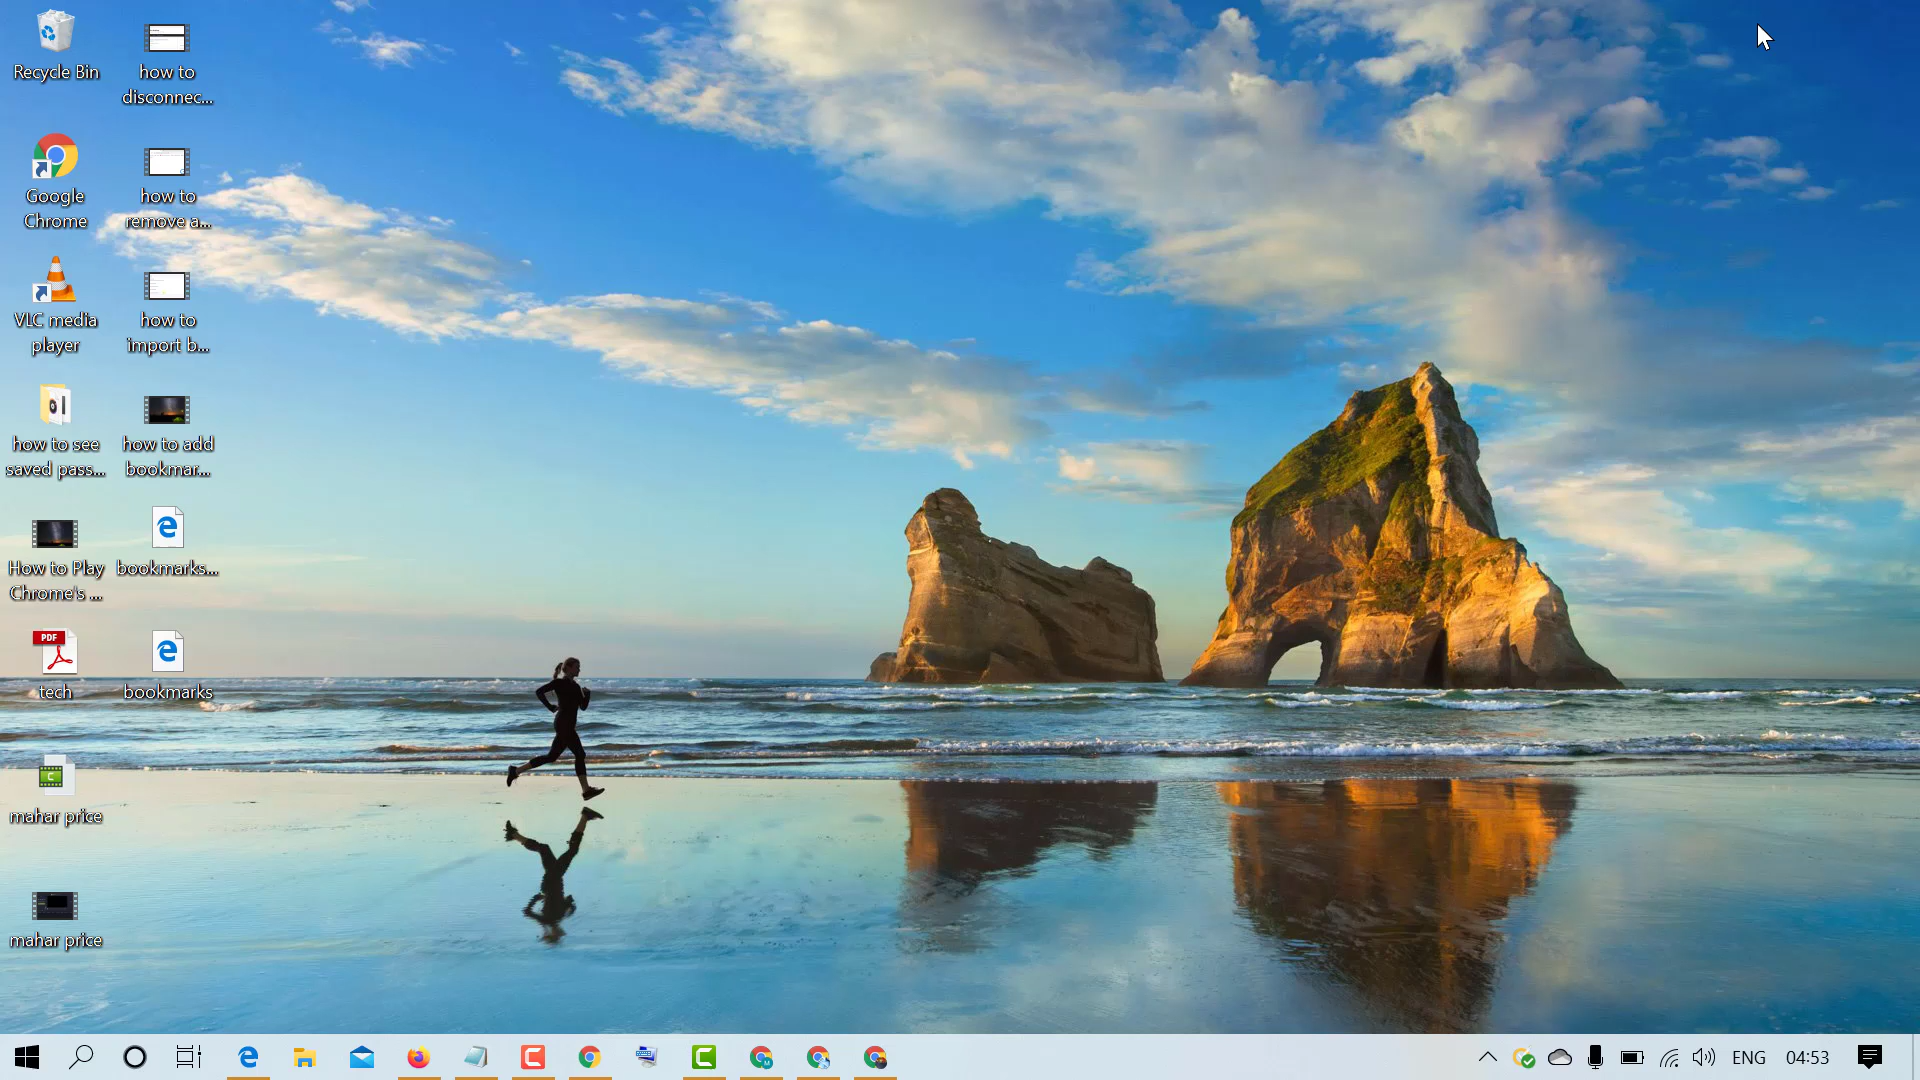 Recycle Bin
how to
disconnec...
Google
Chrome
how to
remove a...
VLC media
player
how to
import b...
how to see
saved pass...
how to add
bookmar...
How to Play
Chrome's ...
bookmarks...
PDF
tech
bookmarks
C
mahar price
mahar price
ENG
04:53